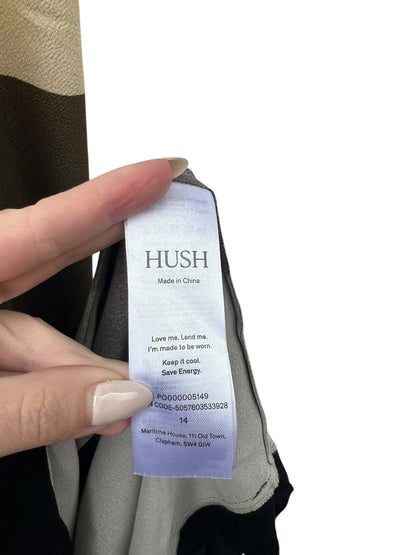 HUSH
Made in China
Love me. Lend me.
I'm made to be worn.
Keep it cool.
Save Energy.
PO000005149
CODE-5057603533928
14
Maritime House, 111 Old Town,
Clapham, SW4 0JW